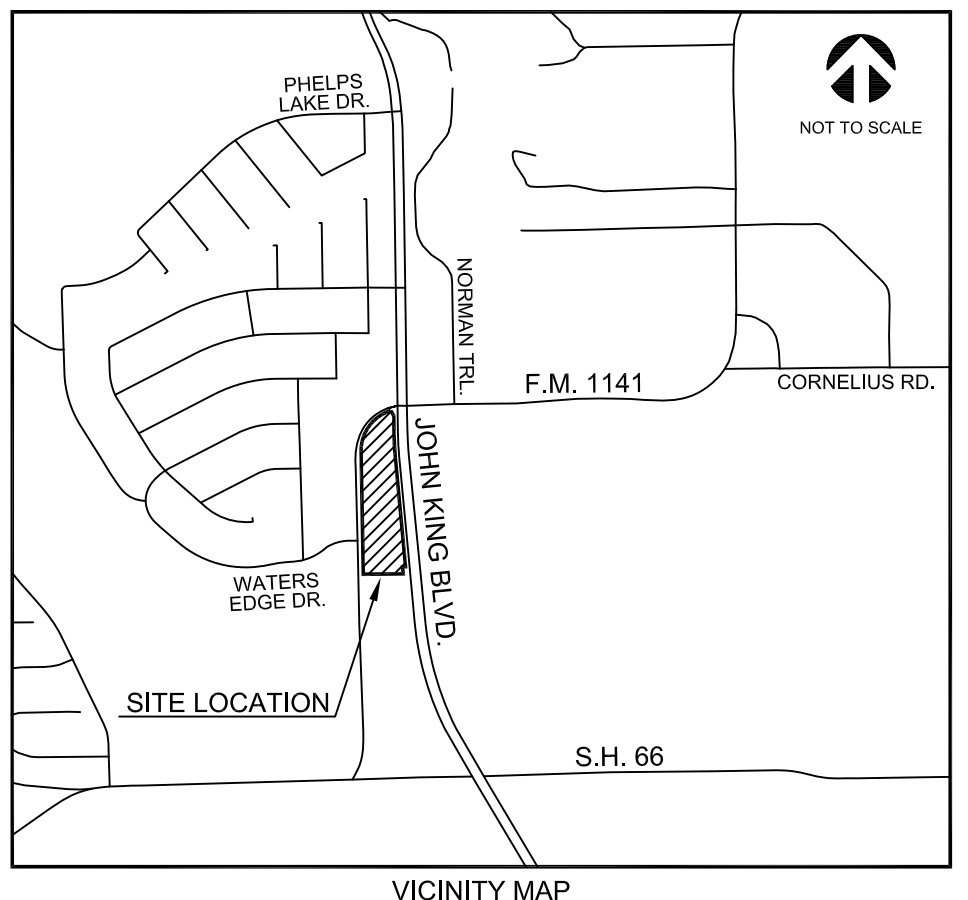 PHELPS
LAKE DR.
NOT TO SCALE
NORMAN TRL.
F.M. 1141
CORNELIUS RD.
JOHN KING BLVD.
WATERS
EDGE DR.
SITE LOCATION
S.H. 66
VICINITY MAP